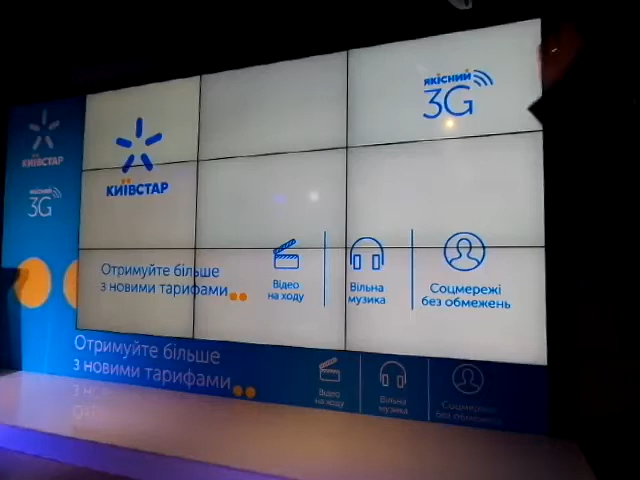 КИЇВСТАР
якісний
3G
якісний
3G
КИЇВСТАР
Отримуйте більше
з новими тарифами
Відео
на ходу
Вільна
музика
Соцмережі
без обмежень
Отримуйте більше
з новими тарифами
Відео
на ходу
Вільна
музика
Соцмережі
без обмежень